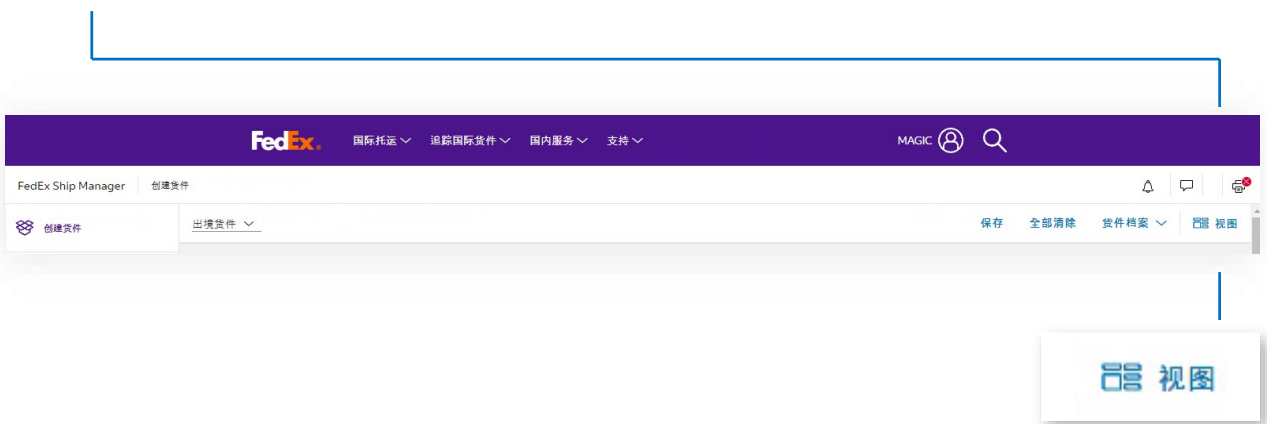 FedEx. 国际托运 追踪国际货件 国内服务 支持 MAGIC
FedEx Ship Manager 创建货件
创建货件 出境货件 保存 全部清除 货件档案 视图
视图